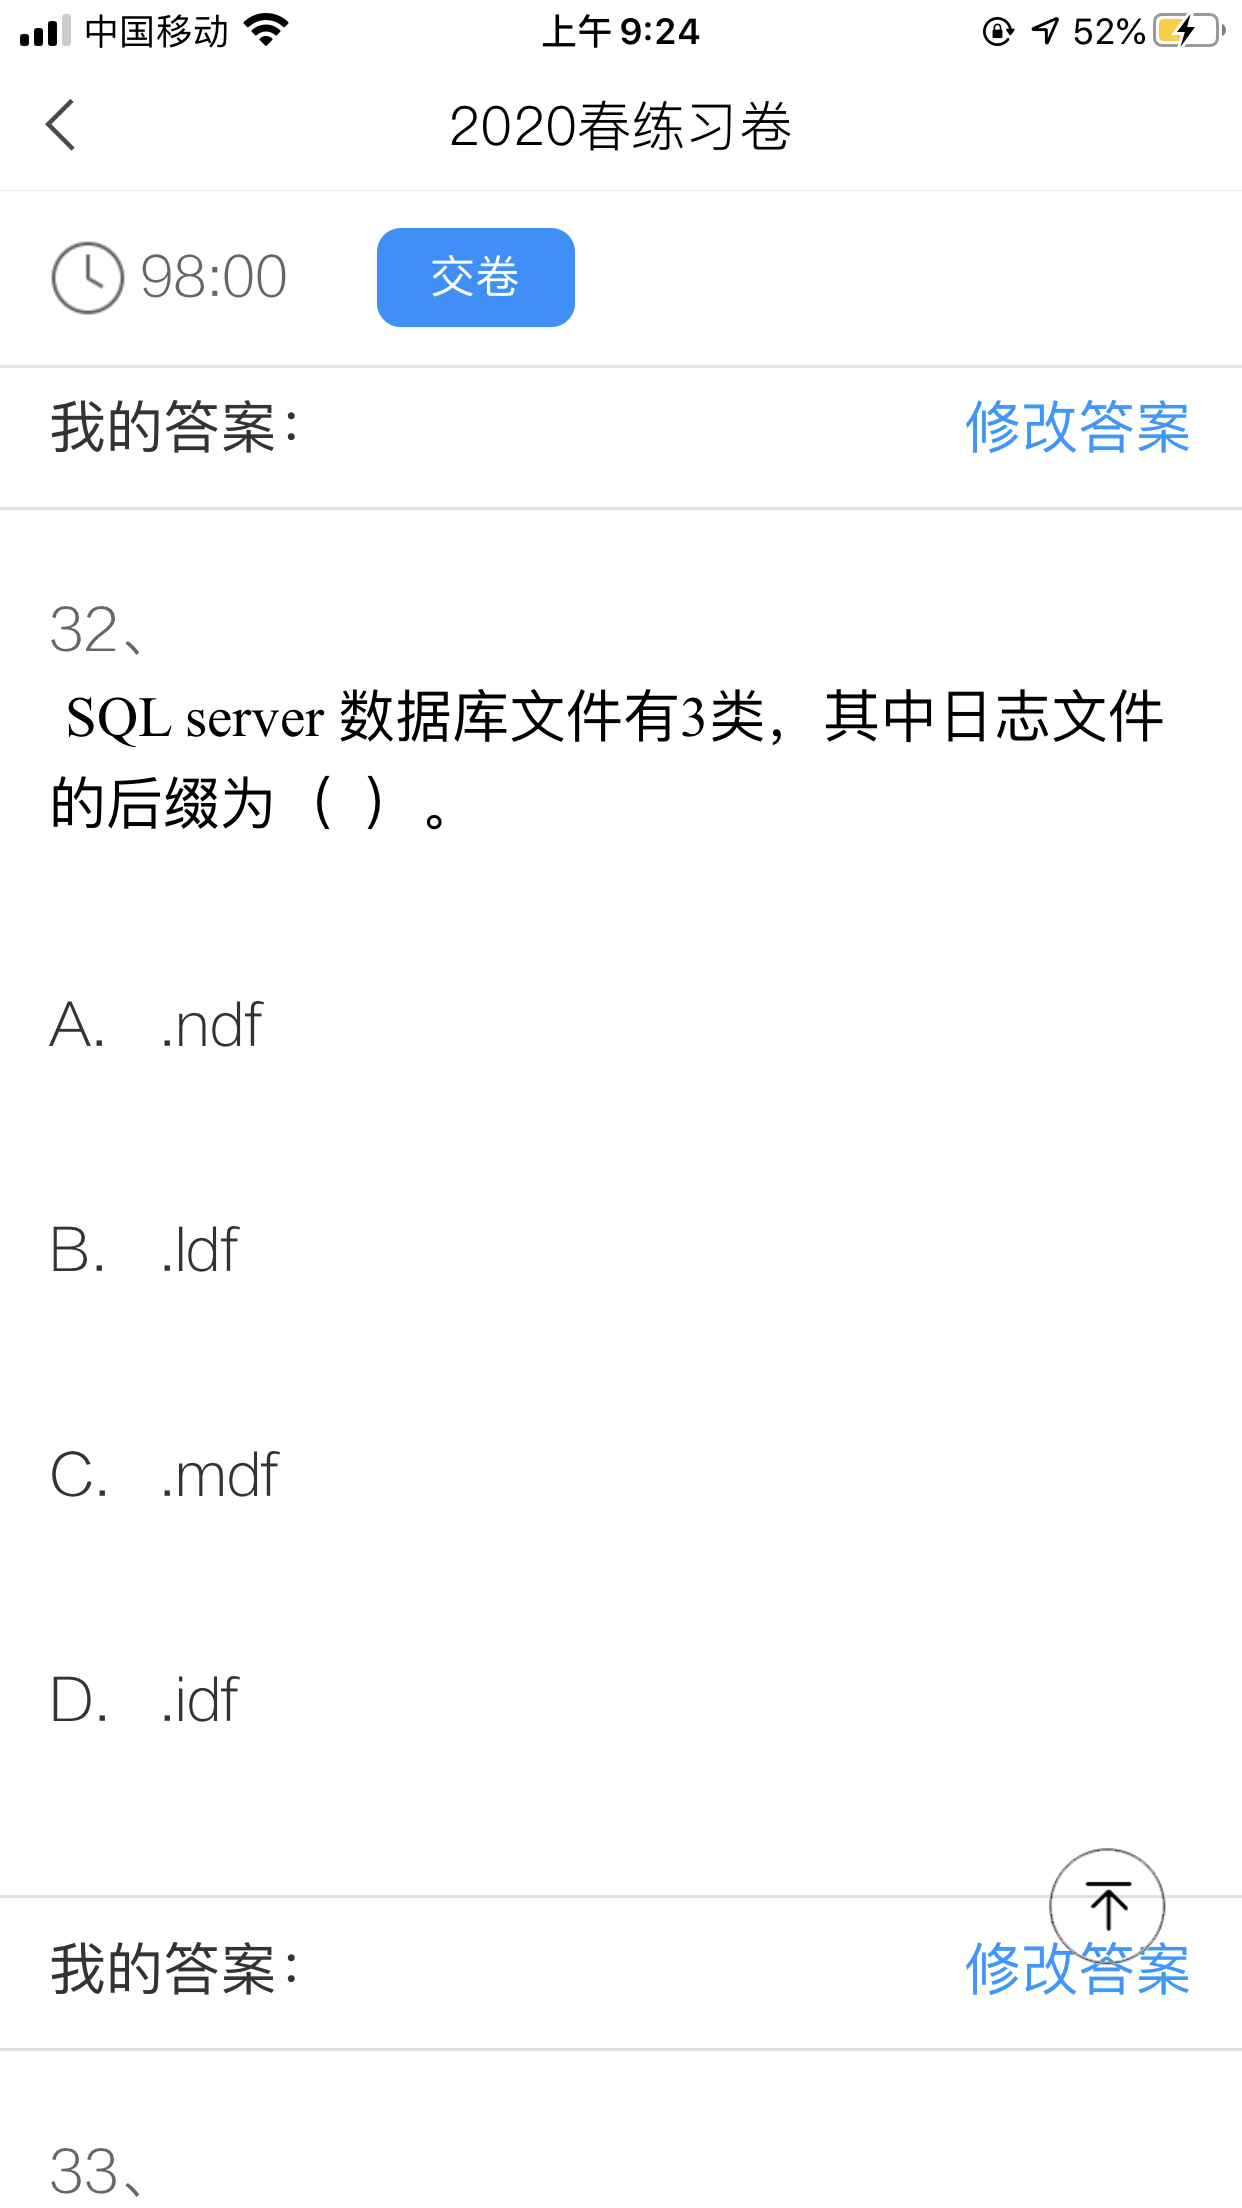 中国移动 上午 9:24 52%
2020春练习卷
98:00 交卷
我的答案: 修改答案
32、
SQL server 数据库文件有3类，其中日志文件
的后缀为（ ）。
A. .ndf
B. .ldf
C. .mdf
D. .idf
我的答案: 修改答案
33、